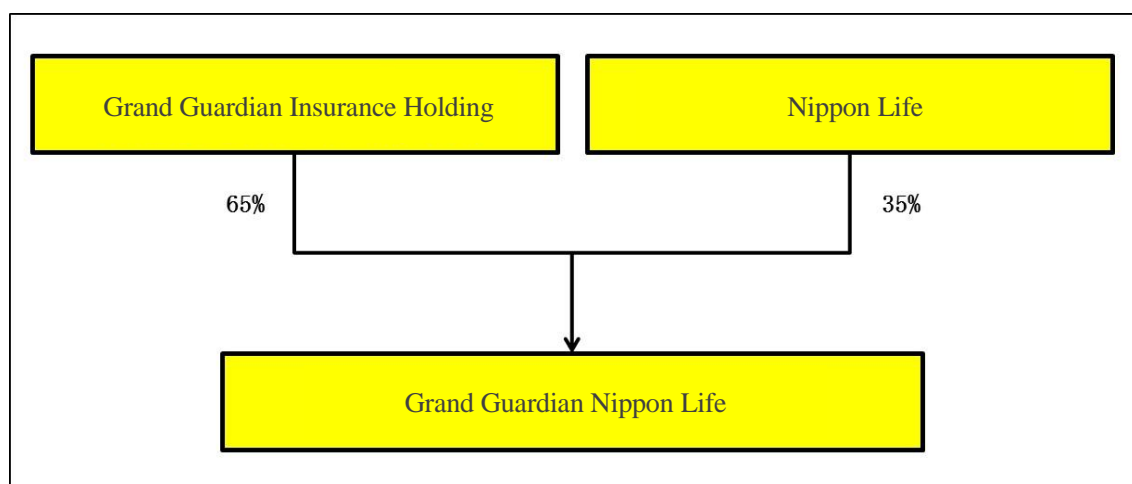 Grand Guardian Insurance Holding
Nippon Life
65%
35%
Grand Guardian Nippon Life